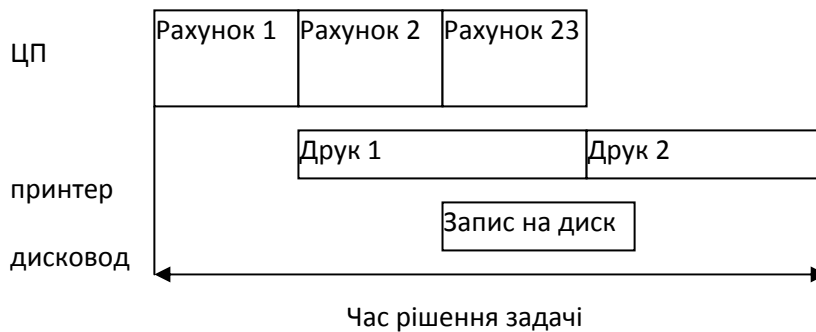 Рахунок 1 Рахунок 2 Рахунок 23
ЦП
Друк 1 Друк 2
принтер
Запис на диск
дисковод
Час рішення задачі